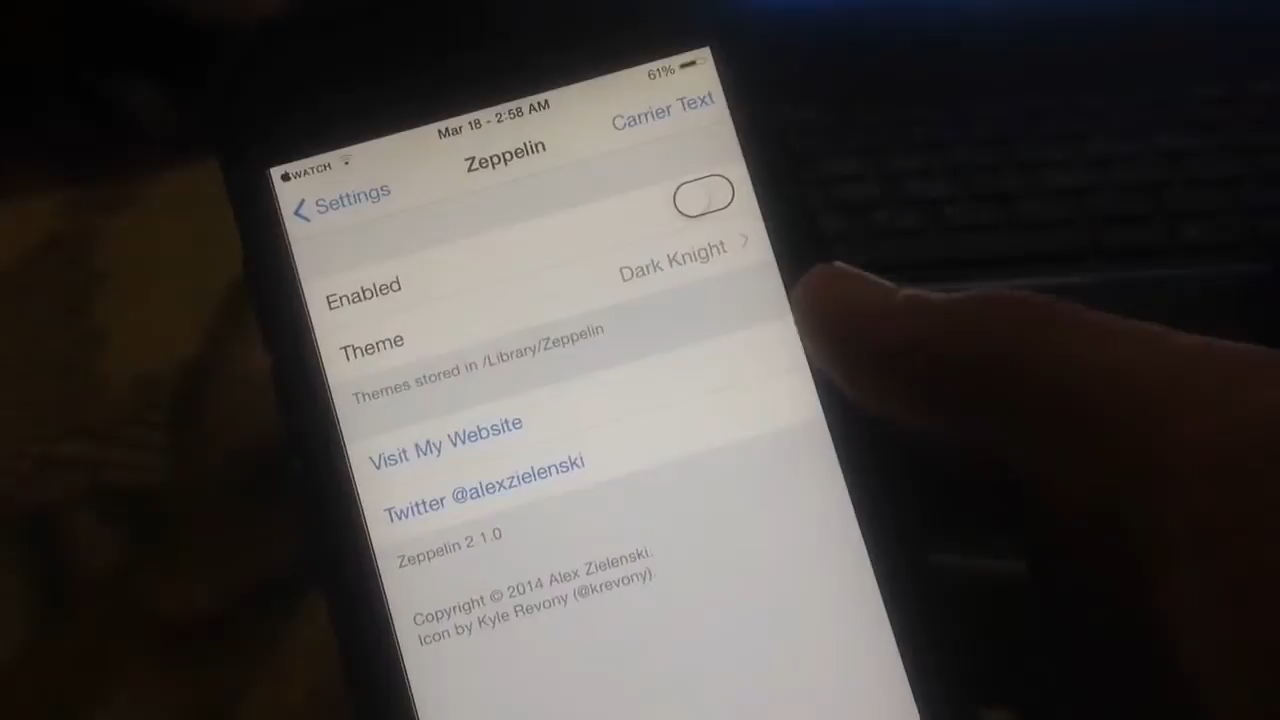 61%
Mar 18 - 2:58 AM
WATCH
Carrier Text
Zeppelin
Settings
Enabled
Dark Knight
Theme
Themes stored in /Library/Zeppelin
Visit My Website
Twitter @alexzielenski
Zeppelin 2.1.0
Copyright © 2014 Alex Zielenski.
Icon by Kyle Revony (@krevony).